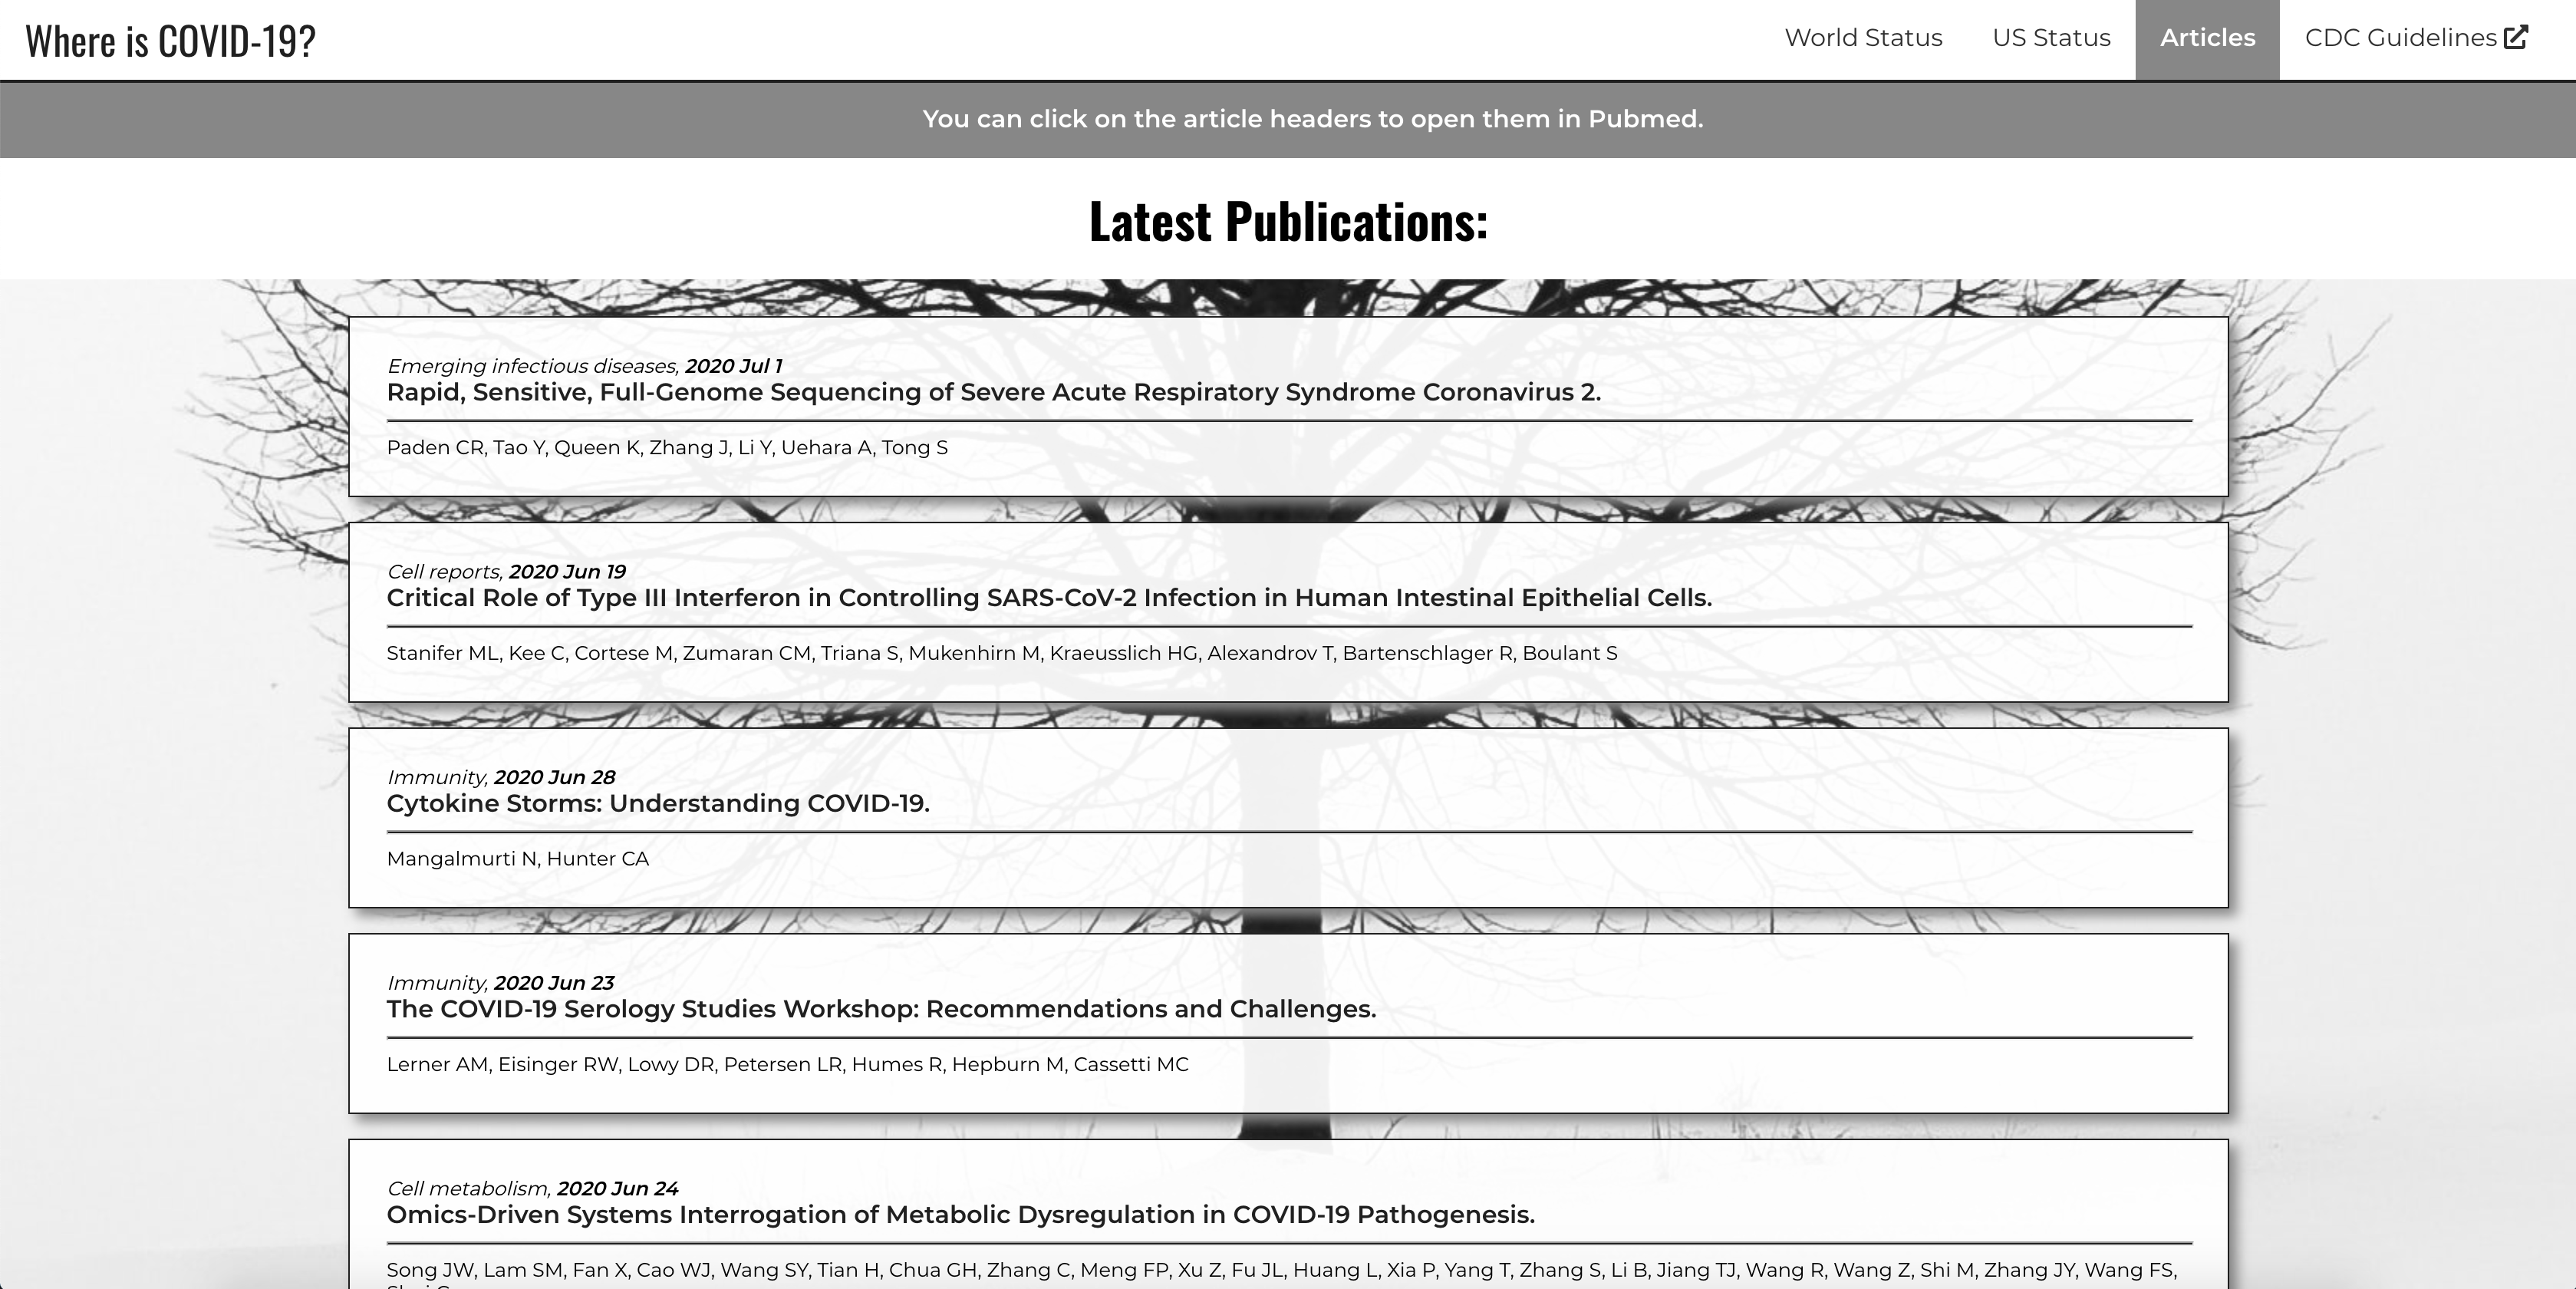 Where is COVID-19?
World Status
US Status
Articles
CDC Guidelines
You can click on the article headers to open them in Pubmed.
Latest Publications:
Emerging infectious diseases, 2020 Jul 1
Rapid, Sensitive, Full-Genome Sequencing of Severe Acute Respiratory Syndrome Coronavirus 2.
Paden CR, Tao Y, Queen K, Zhang J, Li Y, Uehara A, Tong S
Cell reports, 2020 Jun 19
Critical Role of Type III Interferon in Controlling SARS-CoV-2 Infection in Human Intestinal Epithelial Cells.
Stanifer ML, Kee C, Cortese M, Zumaran CM, Triana S, Mukenhirn M, Kraeusslich HG, Alexandrov T, Bartenschlager R, Boulant S
Immunity, 2020 Jun 28
Cytokine Storms: Understanding COVID-19.
Mangalmurti N, Hunter CA
Immunity, 2020 Jun 23
The COVID-19 Serology Studies Workshop: Recommendations and Challenges.
Lerner AM, Eisinger RW, Lowy DR, Petersen LR, Humes R, Hepburn M, Cassetti MC
Cell metabolism, 2020 Jun 24
Omics-Driven Systems Interrogation of Metabolic Dysregulation in COVID-19 Pathogenesis.
Song JW, Lam SM, Fan X, Cao WJ, Wang SY, Tian H, Chua GH, Zhang C, Meng FP, Xu Z, Fu JL, Huang L, Xia P, Yang T, Zhang S, Li B, Jiang TJ, Wang R, Wang Z, Shi M, Zhang JY, Wang FS,